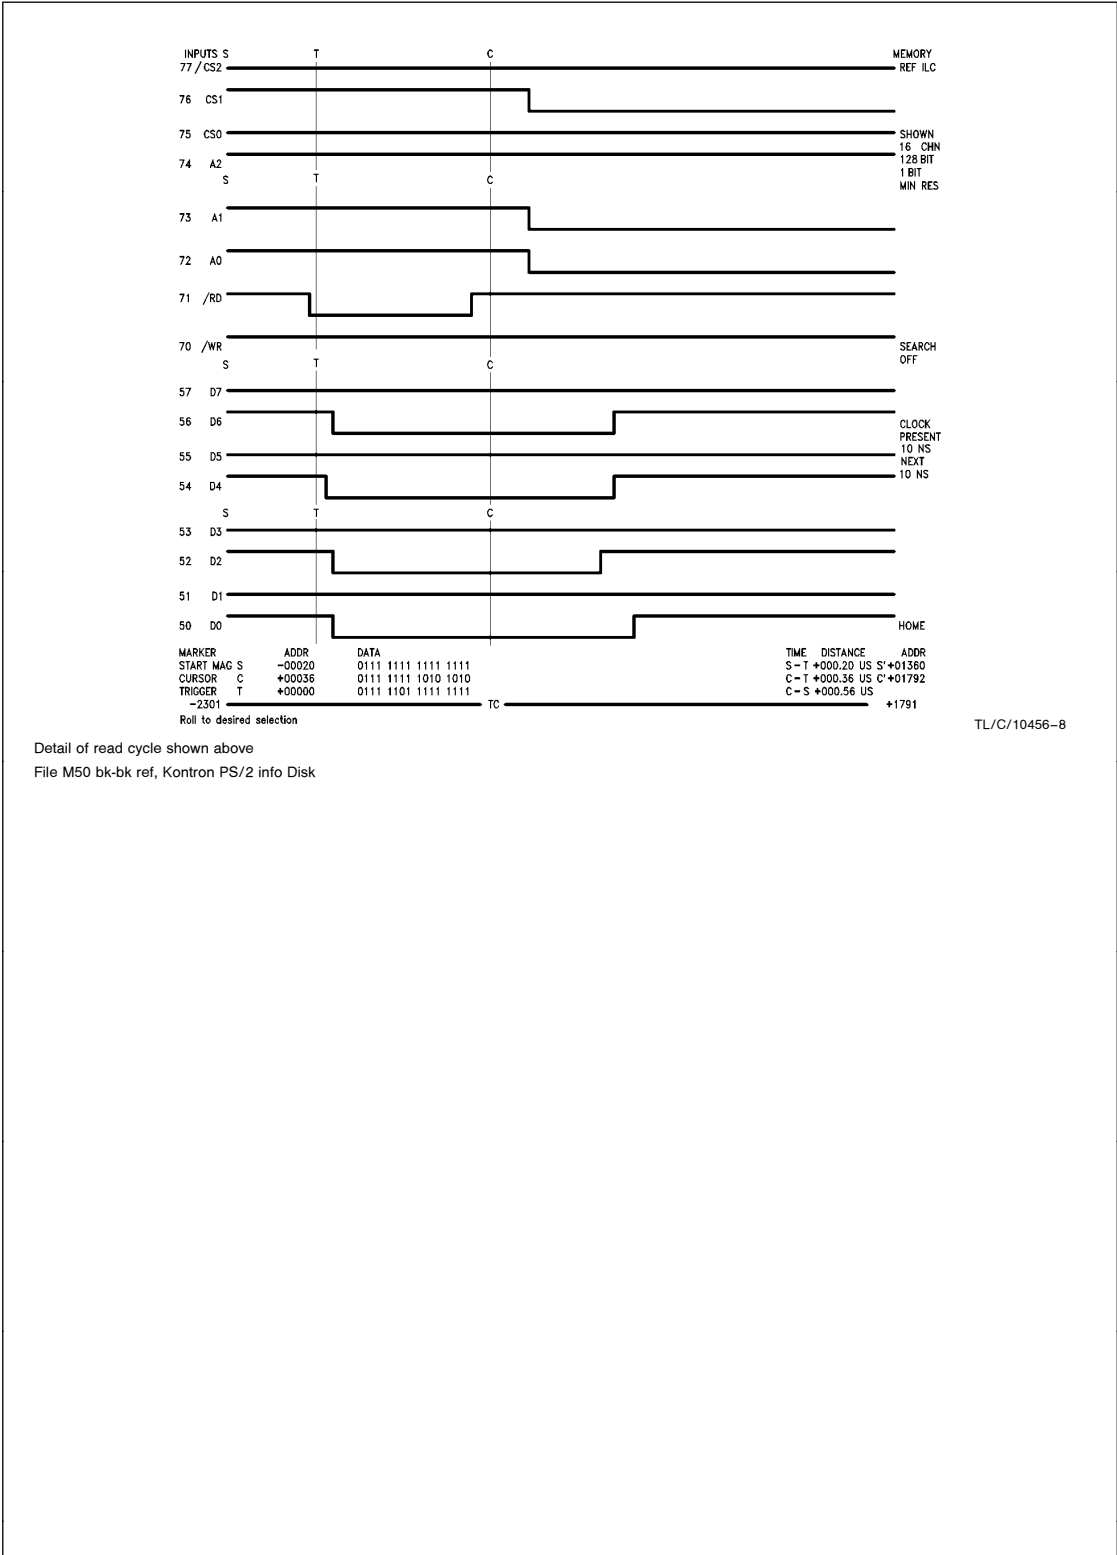 INPUTS S T C MEMORY
77 / CS2 REF ILC
76 CS1
75 CS0 SHOWN
16 CHN
74 A2 128 BIT
1 BIT
S T C MIN RES
73 A1
72 A0
71 /RD
70 /WR SEARCH
OFF
S T C
57 D7
56 D6 CLOCK
PRESENT
10 NS
55 D5 NEXT
10 NS
54 D4
S T C
53 D3
52 D2
51 D1
50 D0 HOME
MARKER ADDR DATA TIME DISTANCE ADDR
START MAG S -00020 0111 1111 1111 1111 S-T +000.20 US S'+01360
CURSOR C +00036 0111 1111 1010 1010 C-T +000.36 US C'+01792
TRIGGER T +00000 0111 1101 1111 1111 C-S +000.56 US
-2301 TC +1791
Roll to desired selection
TL/C/10456-8
Detail of read cycle shown above
File M50 bk-bk ref, Kontron PS/2 info Disk